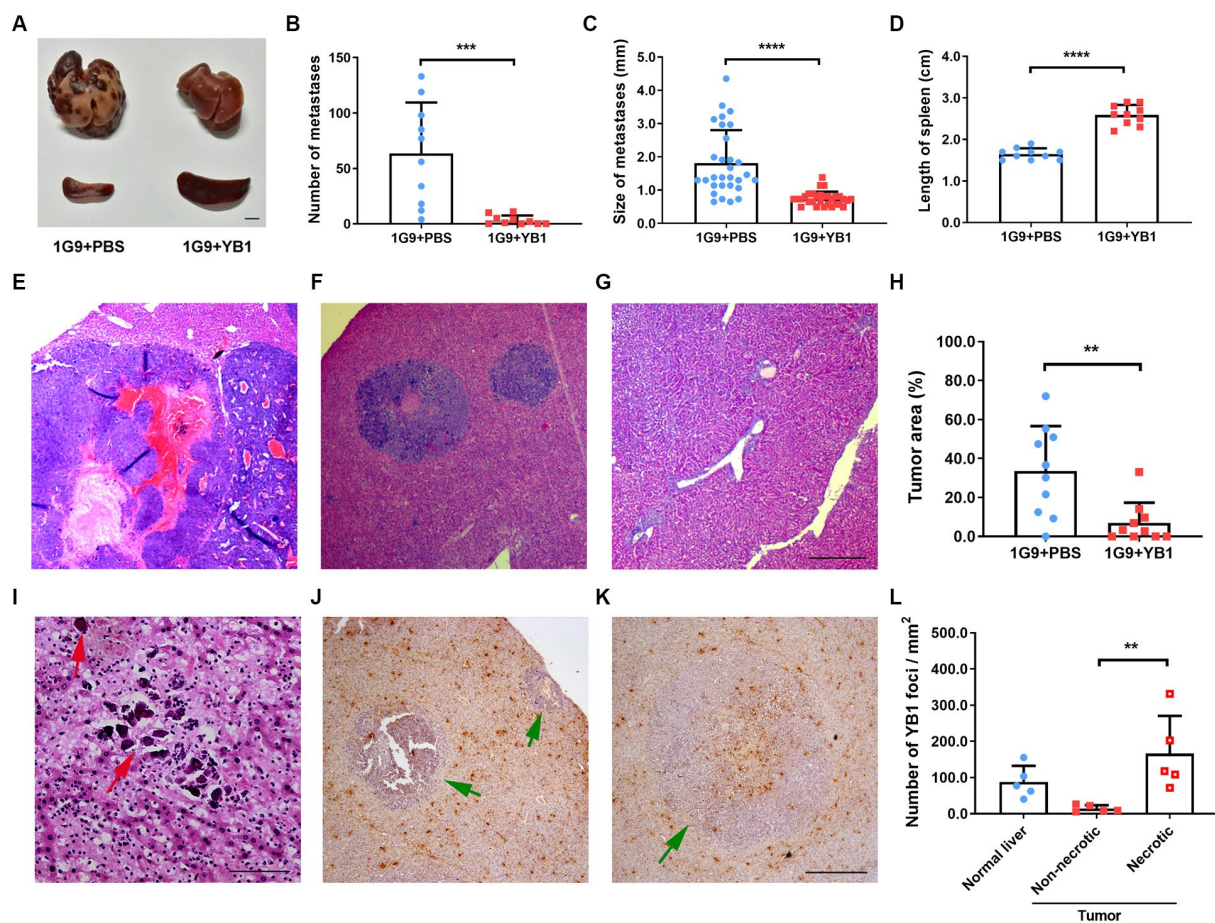 A
1G9+PBS 1G9+YB1
B
Number of metastases
150
100
50
0
***
1G9+PBS 1G9+YB1
C
Size of metastases (mm)
5.0
4.0
3.0
2.0
1.0
0.0
****
1G9+PBS 1G9+YB1
D
Length of spleen (cm)
4.0
3.0
2.0
1.0
0.0
****
1G9+PBS 1G9+YB1
E
F
G
H
Tumor area (%)
100.0
80.0
60.0
40.0
20.0
0.0
**
1G9+PBS 1G9+YB1
I
J
K
L
Number of YB1 foci / mm²
500.0
400.0
300.0
200.0
100.0
0.0
**
Normal liver
Non-necrotic
Necrotic
Tumor